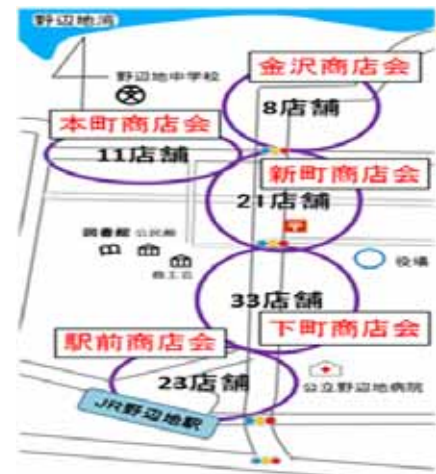 野辺地湾
金沢商店会
野辺地中学校
8店舗
本町商店会
11店舗
新町商店会
21店舗
図書館 公民館
役場
商工会
33店舗
駅前商店会
下町商店会
23店舗
公立野辺地病院
JR野辺地駅